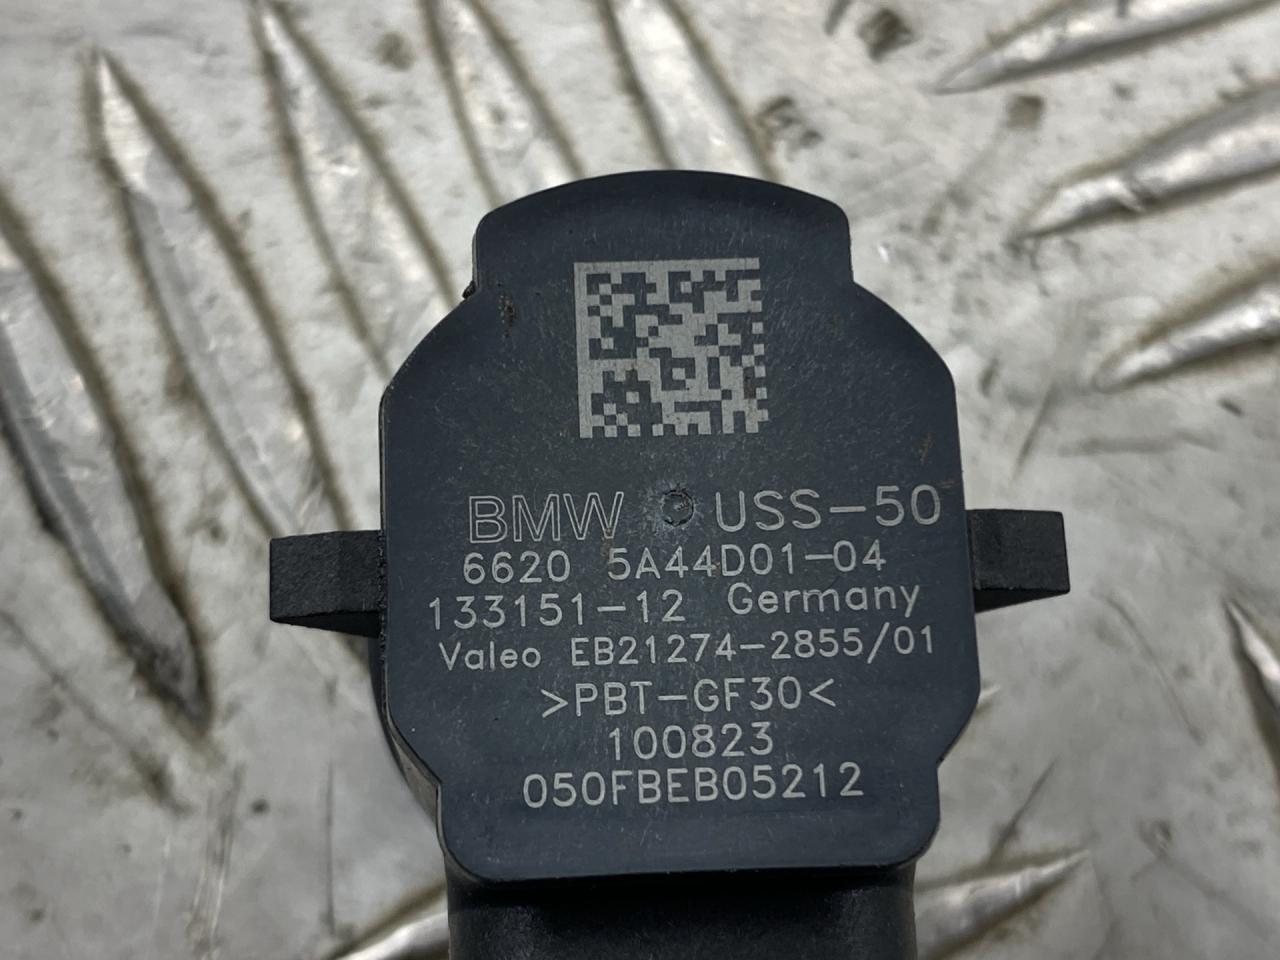 BMW USS-50
6620 5A44D01-04
133151-12 Germany
Valeo EB21274-2855/01
>PBT-GF30<
100823
050FBEB05212